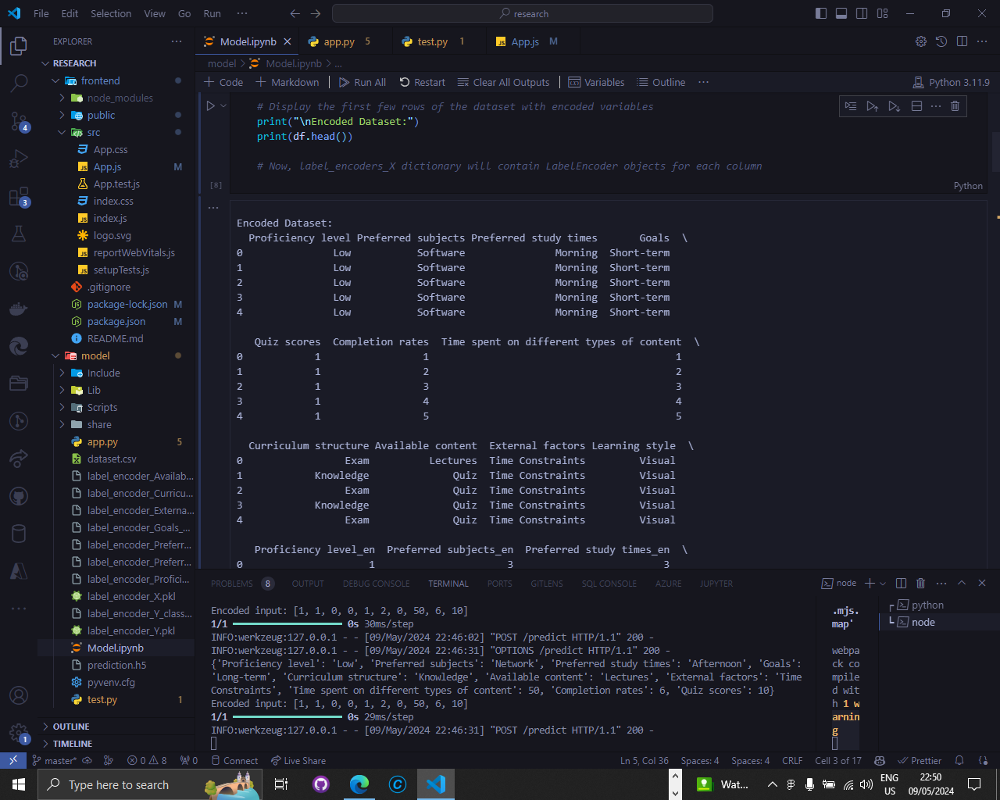 File Edit Selection View Go Run ··· research
EXPLORER ···
RESEARCH
frontend
node_modules
public
src
App.css
App.js M
App.test.js
index.css
index.js
logo.svg
reportWebVitals.js
setupTests.js
.gitignore
package-lock.json M
package.json M
README.md
model
Include
Lib
Scripts
share
app.py 5
dataset.csv
label_encoder_Availab...
label_encoder_Curricu...
label_encoder_Externa...
label_encoder_Goals_...
label_encoder_Preferr...
label_encoder_Preferr...
label_encoder_Profici...
label_encoder_X.pkl
label_encoder_Y_class...
label_encoder_Y.pkl
Model.ipynb
prediction.h5
pyvenv.cfg
test.py 1
OUTLINE
TIMELINE
4
3
1
Model.ipynb app.py 5 test.py 1 App.js M
model > Model.ipynb > ...
+ Code + Markdown Run All Restart Clear All Outputs Variables Outline ··· Python 3.11.9
# Display the first few rows of the dataset with encoded variables
print("\nEncoded Dataset:")
print(df.head())
# Now, label_encoders_X dictionary will contain LabelEncoder objects for each column
[8] Python
Encoded Dataset:
Proficiency level Preferred subjects Preferred study times Goals \
0 Low Software Morning Short-term
1 Low Software Morning Short-term
2 Low Software Morning Short-term
3 Low Software Morning Short-term
4 Low Software Morning Short-term
Quiz scores Completion rates Time spent on different types of content \
0 1 1 1
1 1 2 2
2 1 3 3
3 1 4 4
4 1 5 5
Curriculum structure Available content External factors Learning style \
0 Exam Lectures Time Constraints Visual
1 Knowledge Quiz Time Constraints Visual
2 Exam Quiz Time Constraints Visual
3 Knowledge Quiz Time Constraints Visual
4 Exam Quiz Time Constraints Visual
Proficiency level_en Preferred subjects_en Preferred study times_en \
0 1 3 3
PROBLEMS 8 OUTPUT DEBUG CONSOLE TERMINAL PORTS GITLENS SQL CONSOLE AZURE JUPYTER node
Encoded input: [1, 1, 0, 0, 1, 2, 0, 50, 6, 10]
1/1 0s 30ms/step
INFO:werkzeug:127.0.0.1 - - [09/May/2024 22:46:02] "POST /predict HTTP/1.1" 200 -
INFO:werkzeug:127.0.0.1 - - [09/May/2024 22:46:31] "OPTIONS /predict HTTP/1.1" 200 -
{'Proficiency level': 'Low', 'Preferred subjects': 'Network', 'Preferred study times': 'Afternoon', 'Goals':
'Long-term', 'Curriculum structure': 'Knowledge', 'Available content': 'Lectures', 'External factors': 'Time
Constraints', 'Time spent on different types of content': 50, 'Completion rates': 6, 'Quiz scores': 10}
Encoded input: [1, 1, 0, 0, 1, 2, 0, 50, 6, 10]
1/1 0s 29ms/step
INFO:werkzeug:127.0.0.1 - - [09/May/2024 22:46:31] "POST /predict HTTP/1.1" 200 -
.mjs.
map'
webpa
ck co
mpile
d wit
h 1 w
arnin
g
python
node
master* 0 8 0 Connect Live Share Ln 5, Col 36 Spaces: 4 Spaces: 4 CRLF Cell 3 of 17 Prettier
Type here to search
Wat...
ENG
US
22:50
09/05/2024